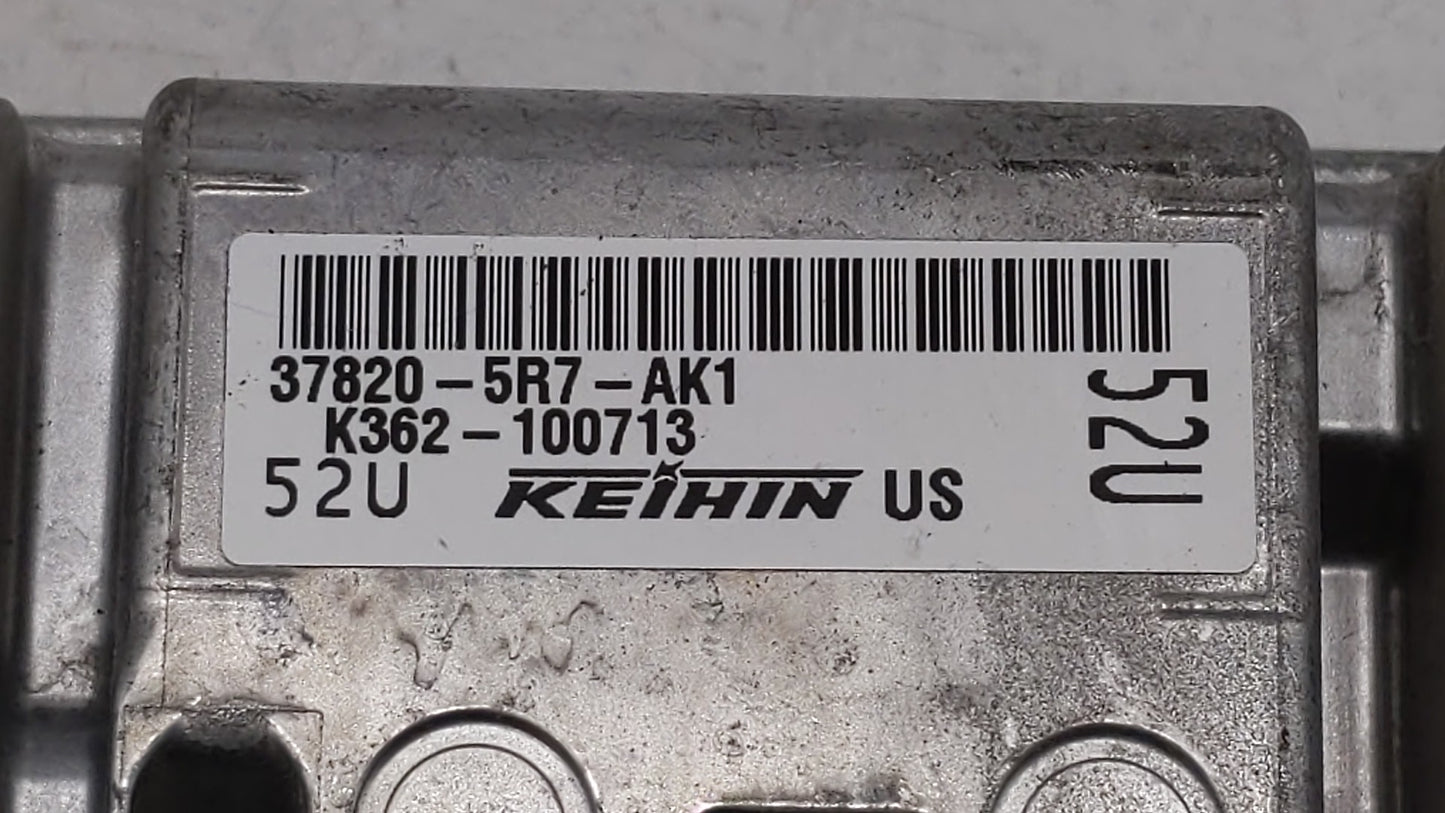 37820-5R7-AK1
K362-100713
52U KEIHIN US
52U